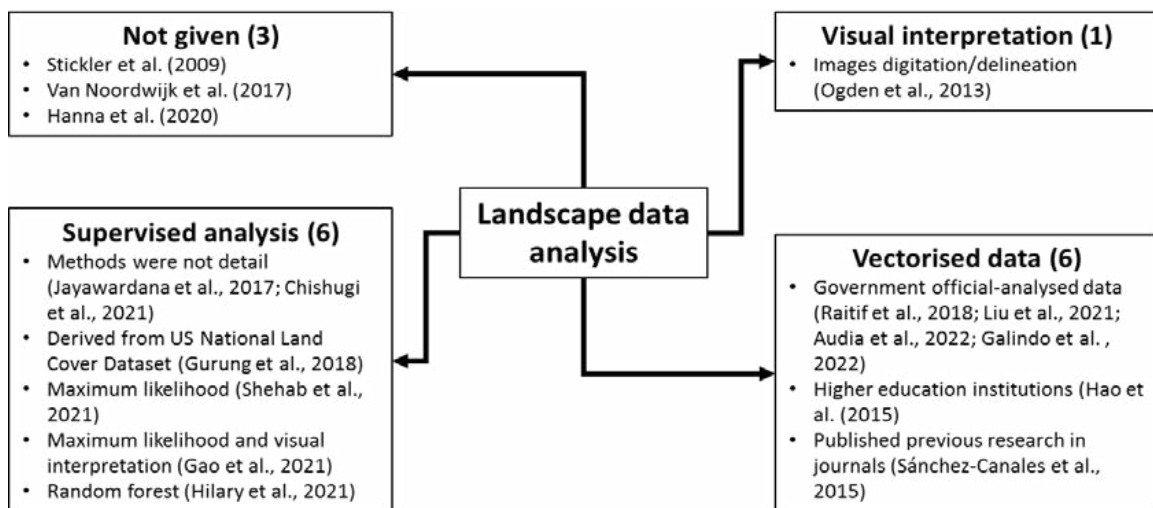 Not given (3)
• Stickler et al. (2009)
• Van Noordwijk et al. (2017)
• Hanna et al. (2020)
Visual interpretation (1)
• Images digitation/delineation
(Ogden et al., 2013)
Landscape data
analysis
Supervised analysis (6)
• Methods were not detail
(Jayawardana et al., 2017; Chishugi
et al., 2021)
• Derived from US National Land
Cover Dataset (Gurung et al., 2018)
• Maximum likelihood (Shehab et al.,
2021)
• Maximum likelihood and visual
interpretation (Gao et al., 2021)
• Random forest (Hilary et al., 2021)
Vectorised data (6)
• Government official-analysed data
(Raitif et al., 2018; Liu et al., 2021;
Audia et al., 2022; Galindo et al. ,
2022)
• Higher education institutions (Hao et
al. (2015)
• Published previous research in
journals (Sánchez-Canales et al.,
2015)